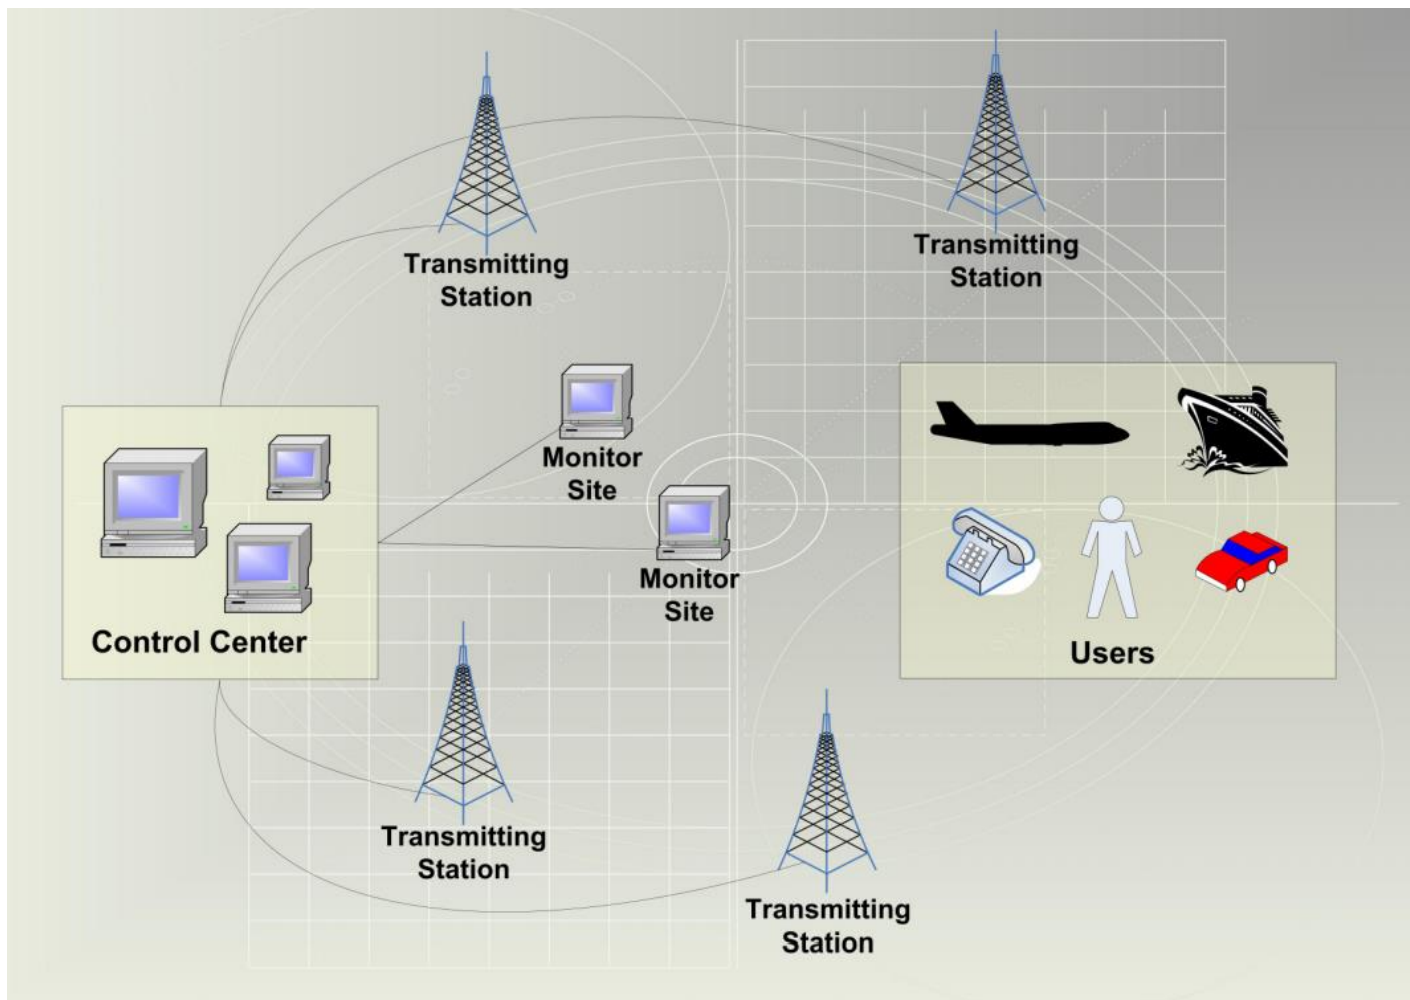 Transmitting
Station
Transmitting
Station
Monitor
Site
Monitor
Site
Control Center
Users
Transmitting
Station
Transmitting
Station